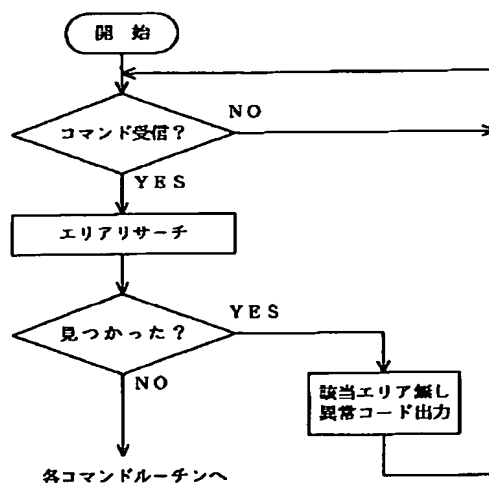 開始
コマンド受信？
NO
YES
エリアリサーチ
見つかった？
YES
NO
該当エリア無し
異常コード出力
各コマンドルーチンへ